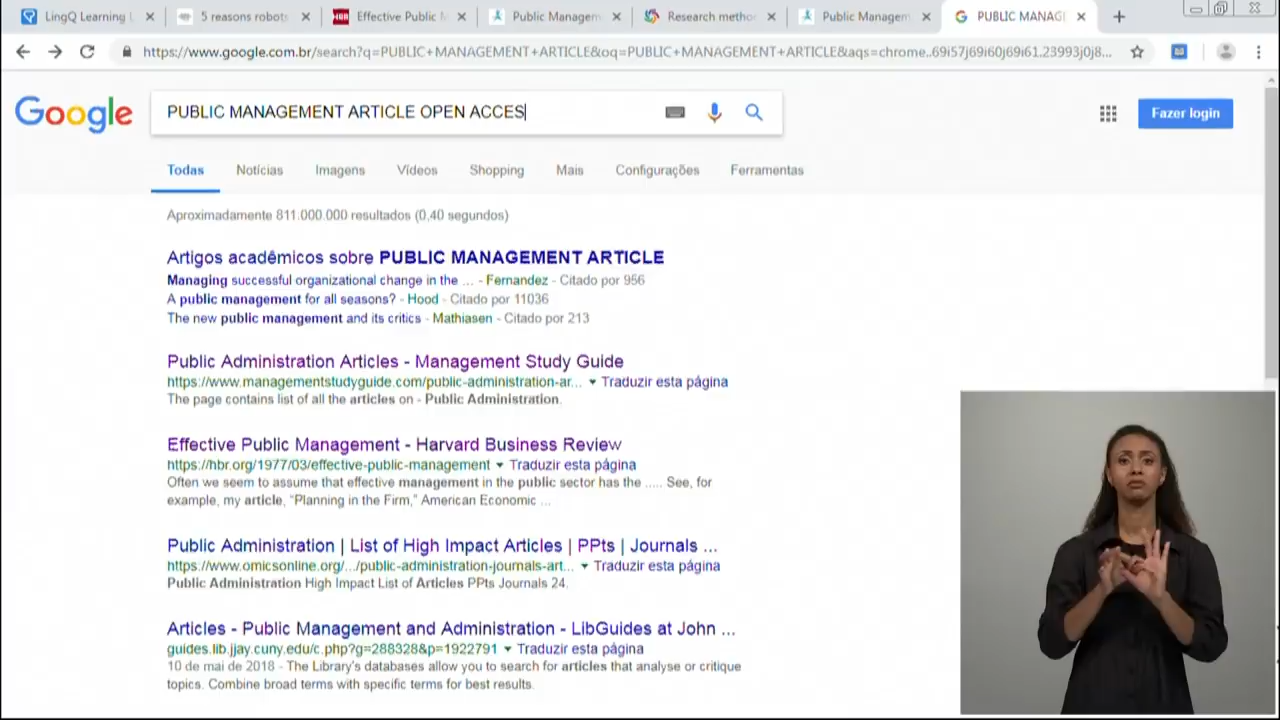 LingQ Learning L
5 reasons robots
HBR Effective Public M
Public Managem
Research metho
Public Managem
PUBLIC MANAG
https://www.google.com.br/search?q=PUBLIC+MANAGEMENT+ARTICLE&oq=PUBLIC+MANAGEMENT+ARTICLE&aqs=chrome..69i57j69i60j69i61.23993j0j8...
Google
PUBLIC MANAGEMENT ARTICLE OPEN ACCES
Fazer login
Todas Notícias Imagens Vídeos Shopping Mais Configurações Ferramentas
Aproximadamente 811.000.000 resultados (0,40 segundos)
Artigos acadêmicos sobre PUBLIC MANAGEMENT ARTICLE
Managing successful organizational change in the ... - Fernandez - Citado por 956
A public management for all seasons? - Hood - Citado por 11036
The new public management and its critics - Mathiasen - Citado por 213
Public Administration Articles - Management Study Guide
https://www.managementstudyguide.com/public-administration-ar... Traduzir esta página
The page contains list of all the articles on - Public Administration.
Effective Public Management - Harvard Business Review
https://hbr.org/1977/03/effective-public-management Traduzir esta página
Often we seem to assume that effective management in the public sector has the ..... See, for
example, my article, “Planning in the Firm,” American Economic ...
Public Administration | List of High Impact Articles | PPts | Journals ...
https://www.omicsonline.org/.../public-administration-journals-art... Traduzir esta página
Public Administration High Impact List of Articles PPts Journals 24.
Articles - Public Management and Administration - LibGuides at John ...
guides.lib.jjay.cuny.edu/c.php?g=288328&p=1922791 Traduzir esta página
10 de mai de 2018 - The Library's databases allow you to search for articles that analyse or critique
topics. Combine broad terms with specific terms for best results.